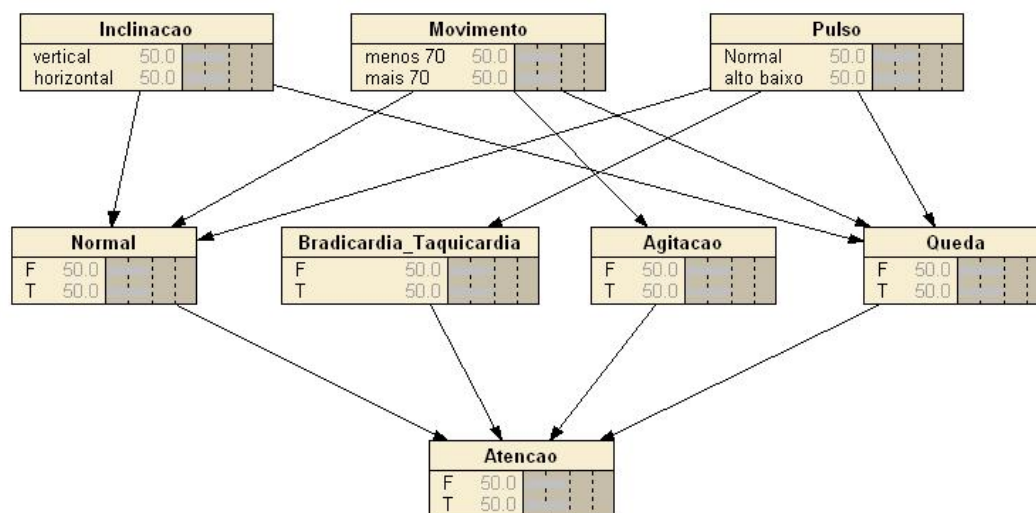 Inclinacao
vertical 50.0
horizontal 50.0
Movimento
menos 70 50.0
mais 70 50.0
Pulso
Normal 50.0
alto baixo 50.0
Normal
F 50.0
T 50.0
Bradicardia_Taquicardia
F 50.0
T 50.0
Agitacao
F 50.0
T 50.0
Queda
F 50.0
T 50.0
Atencao
F 50.0
T 50.0